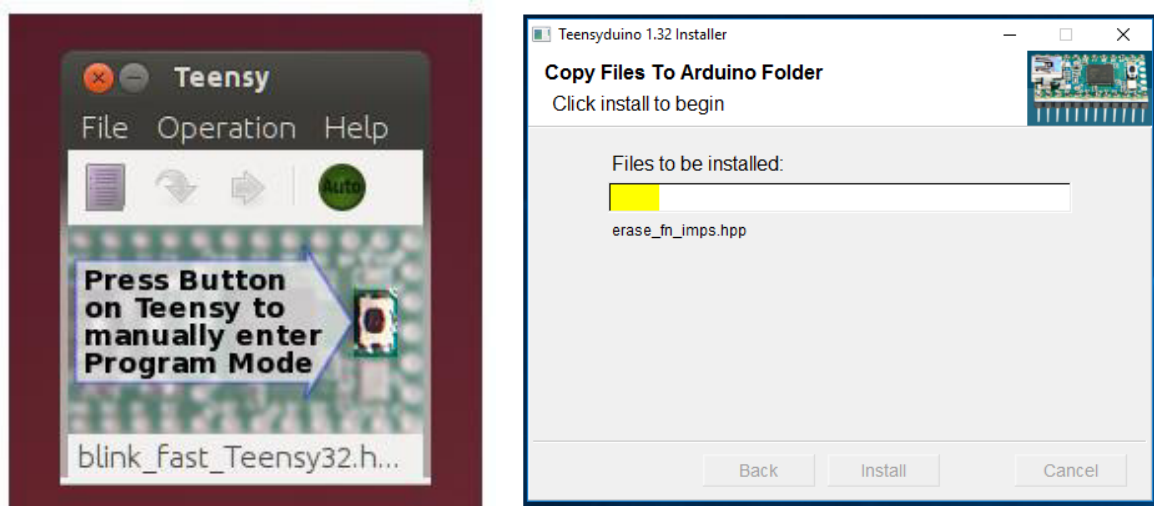 Teensy
File Operation Help
Auto
Press Button
on Teensy to
manually enter
Program Mode
blink_fast_Teensy32.h...
Teensyduino 1.32 Installer
Copy Files To Arduino Folder
Click install to begin
Files to be installed:
erase_fn_imps.hpp
Back Install Cancel